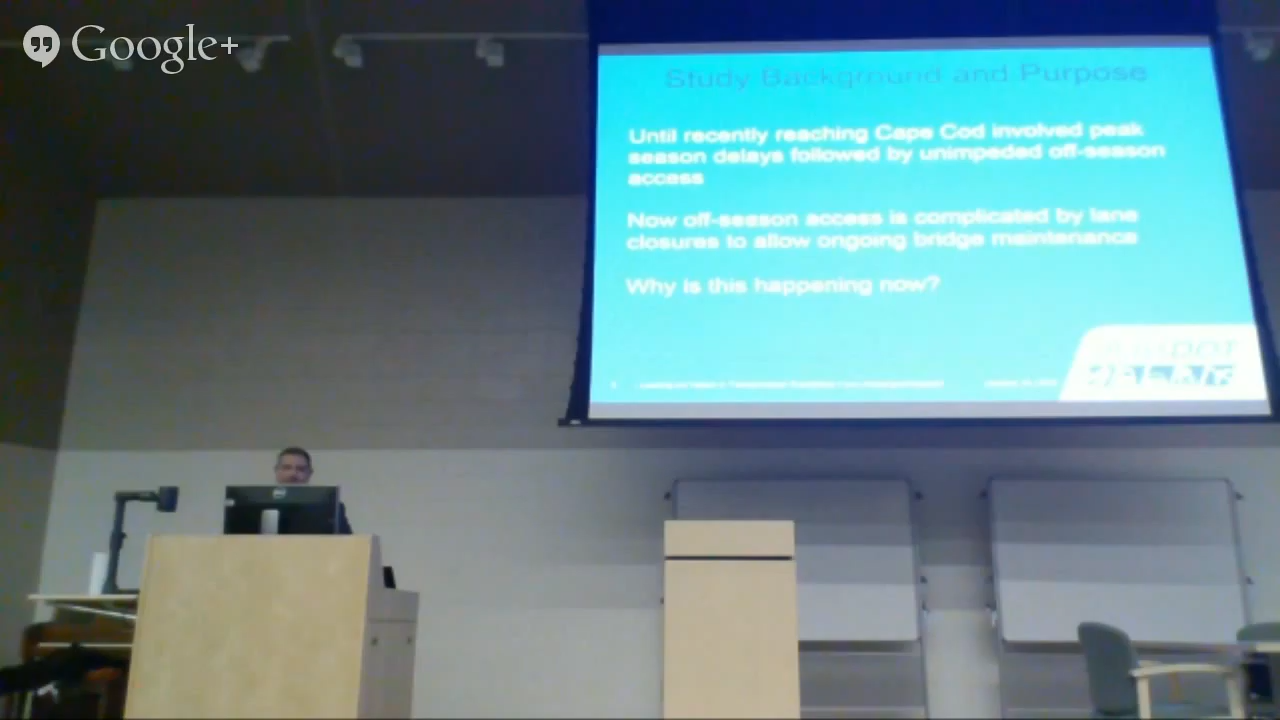 Google+
Study Background and Purpose
Until recently reaching Cape Cod involved peak
season delays followed by unimpeded off-season
access
Now off-season access is complicated by lane
closures to allow ongoing bridge maintenance
Why is this happening now?